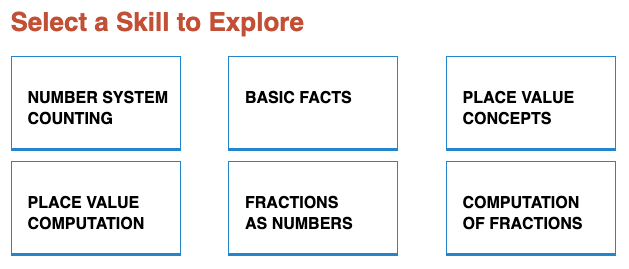 Select a Skill to Explore
NUMBER SYSTEM
COUNTING
BASIC FACTS
PLACE VALUE
CONCEPTS
PLACE VALUE
COMPUTATION
FRACTIONS
AS NUMBERS
COMPUTATION
OF FRACTIONS